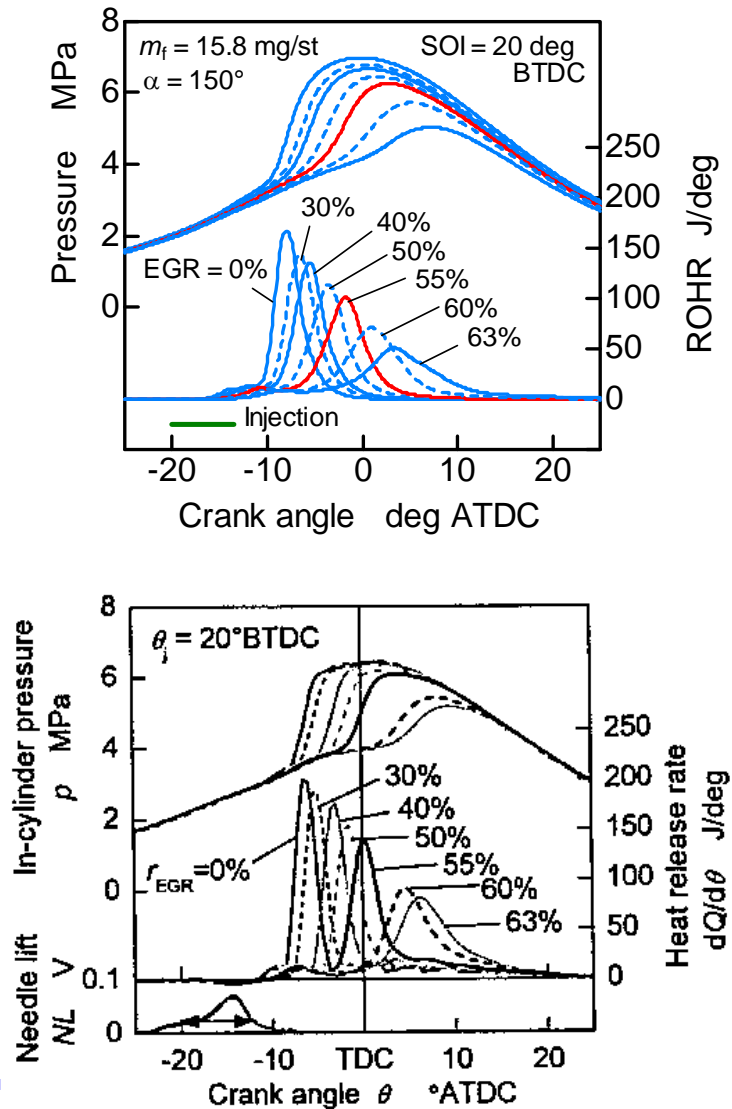 m_f = 15.8 mg/st
α = 150°
SOI = 20 deg
BTDC
8
6
4
2
0
Pressure MPa
250
200
150
100
50
0
ROHR J/deg
30%
40%
50%
55%
60%
63%
EGR = 0%
Injection
-20
-10
0
10
20
Crank angle deg ATDC
8
6
4
2
0
In-cylinder pressure
p MPa
θ_i = 20°BTDC
250
200
150
100
50
0
Heat release rate
dQ/dθ J/deg
30%
40%
50%
55%
60%
63%
r_EGR=0%
0.1
0
Needle lift
NL V
-20
-10
TDC
10
20
Crank angle θ °ATDC